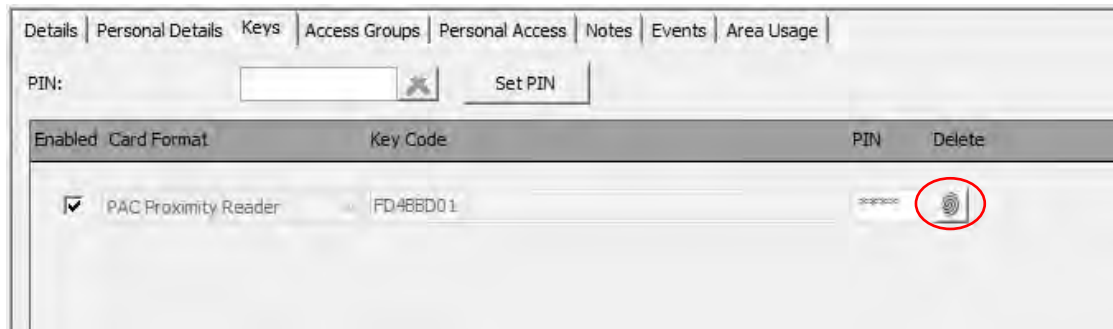 Details Personal Details Keys Access Groups Personal Access Notes Events Area Usage
PIN: Set PIN
Enabled Card Format Key Code PIN Delete
PAC Proximity Reader FD4BBD01 ****